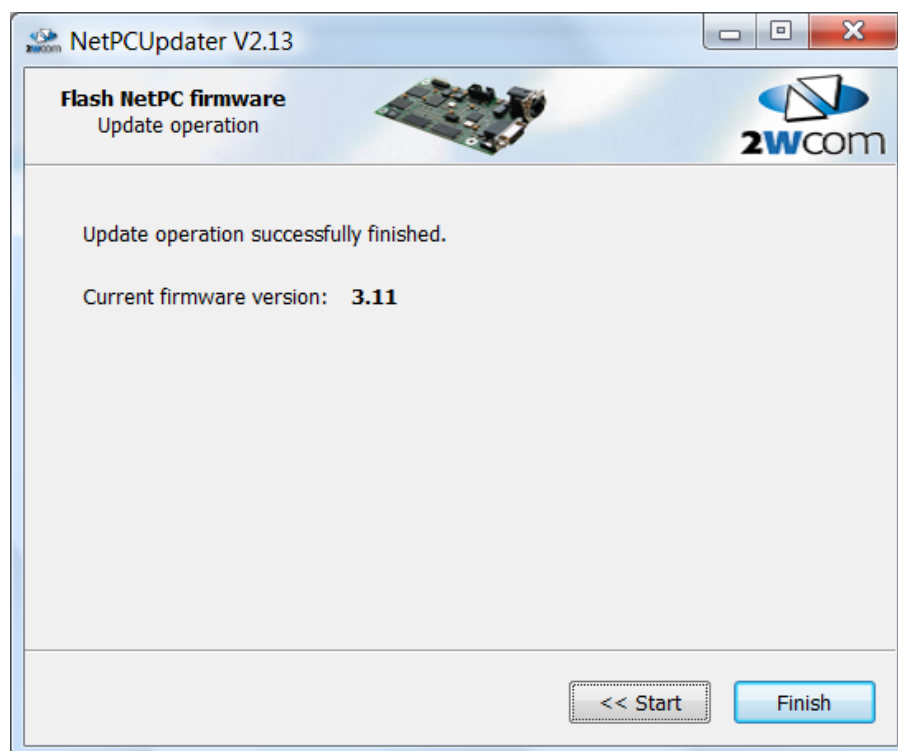 NetPCUpdater V2.13
Flash NetPC firmware
Update operation
2wcom
Update operation successfully finished.
Current firmware version: 3.11
<< Start
Finish